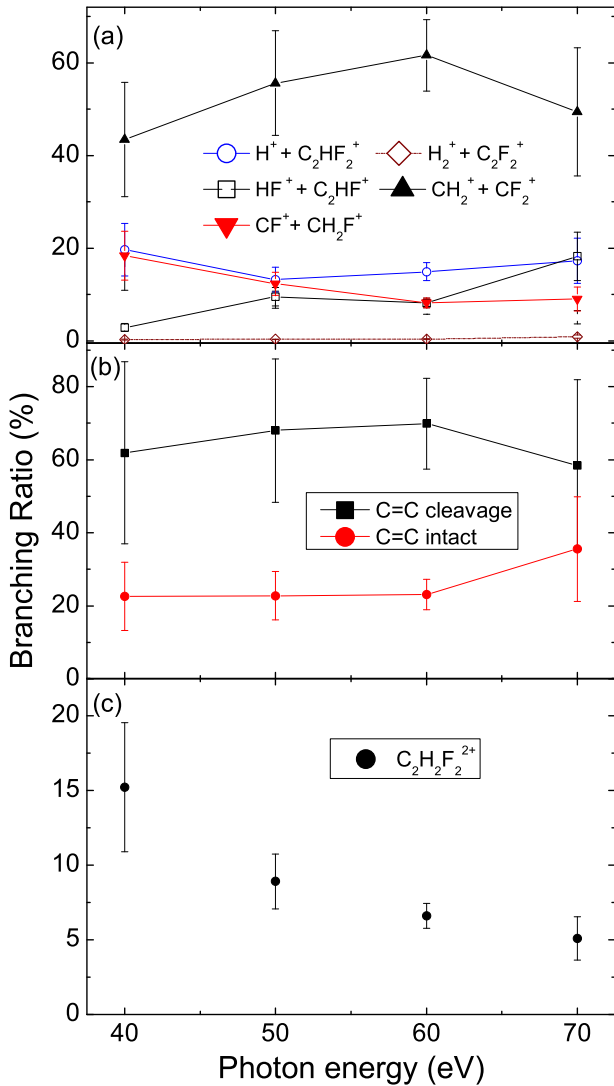 (a)
60
40
20
0
H⁺ + C₂HF₂⁺ H₂⁺ + C₂F₂⁺
HF⁺ + C₂HF⁺ CH₂⁺ + CF₂⁺
CF⁺ + CH₂F⁺
(b)
80
60
40
20
0
C=C cleavage
C=C intact
Branching Ratio (%)
(c)
20
15
10
5
0
C₂H₂F₂²⁺
40 50 60 70
Photon energy (eV)